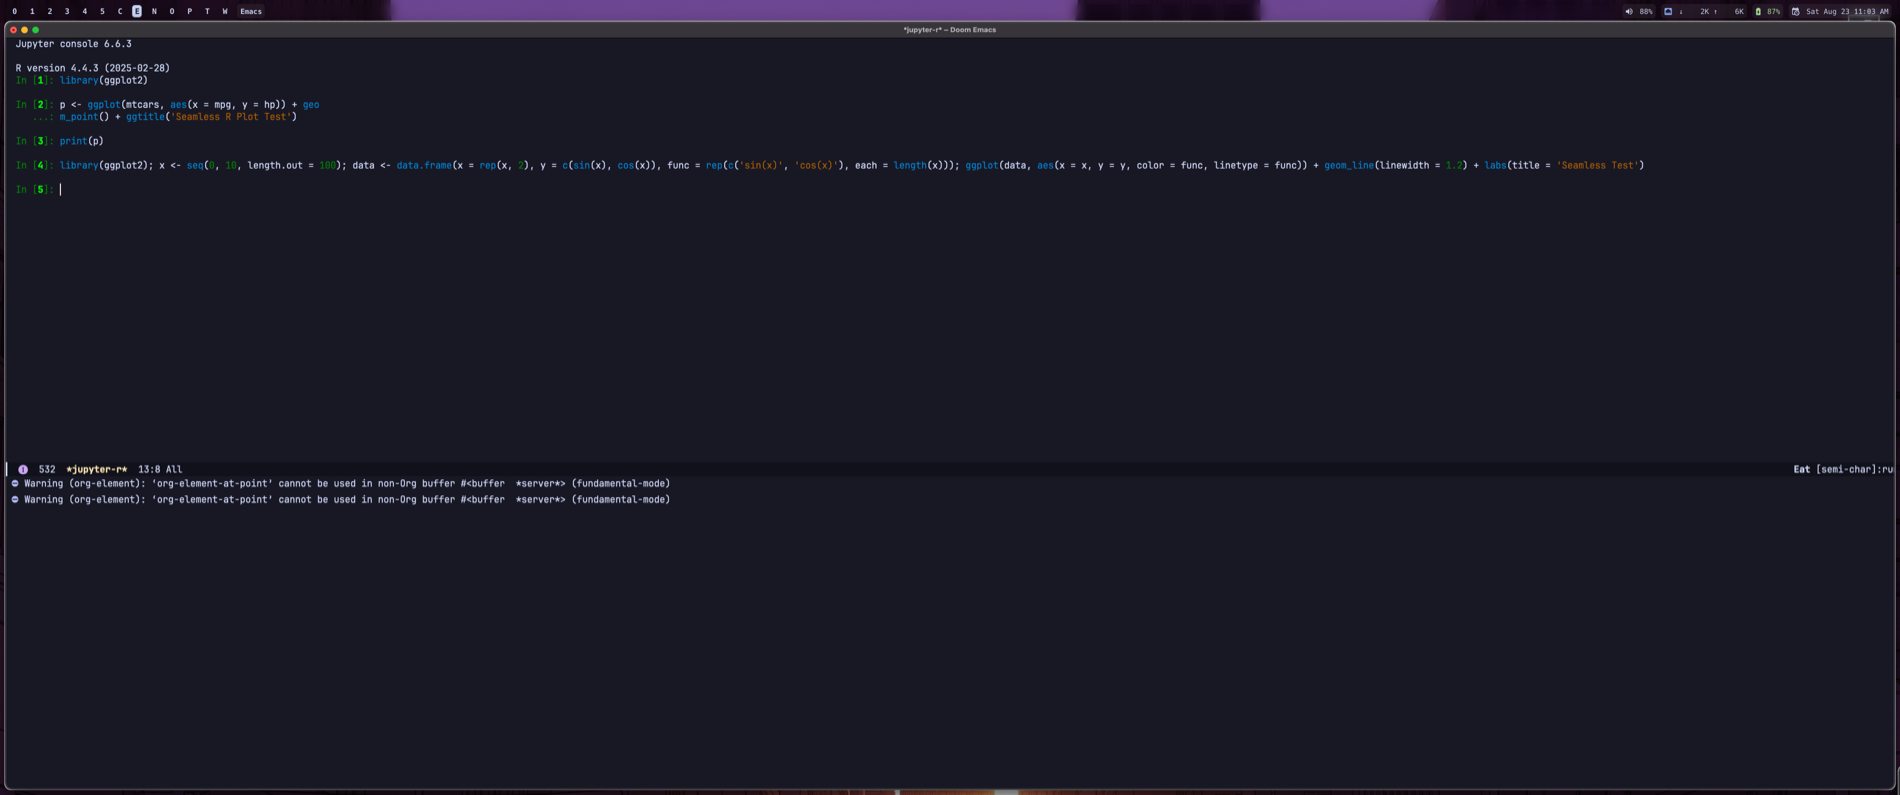 0 1 2 3 4 5 C E N O P T W Emacs 88% ↓ 2K ↑ 6K 87% Sat Aug 23 11:03 AM
*jupyter-r* – Doom Emacs
Jupyter console 6.6.3
R version 4.4.3 (2025-02-28)
In [1]: library(ggplot2)
In [2]: p <- ggplot(mtcars, aes(x = mpg, y = hp)) + geo
...: m_point() + ggtitle('Seamless R Plot Test')
In [3]: print(p)
In [4]: library(ggplot2); x <- seq(0, 10, length.out = 100); data <- data.frame(x = rep(x, 2), y = c(sin(x), cos(x)), func = rep(c('sin(x)', 'cos(x)'), each = length(x))); ggplot(data, aes(x = x, y = y, color = func, linetype = func)) + geom_line(linewidth = 1.2) + labs(title = 'Seamless Test')
In [5]:
532 *jupyter-r* 13:8 All Eat [semi-char]:ru
Warning (org-element): ‘org-element-at-point’ cannot be used in non-Org buffer #<buffer  *server*> (fundamental-mode)
Warning (org-element): ‘org-element-at-point’ cannot be used in non-Org buffer #<buffer  *server*> (fundamental-mode)